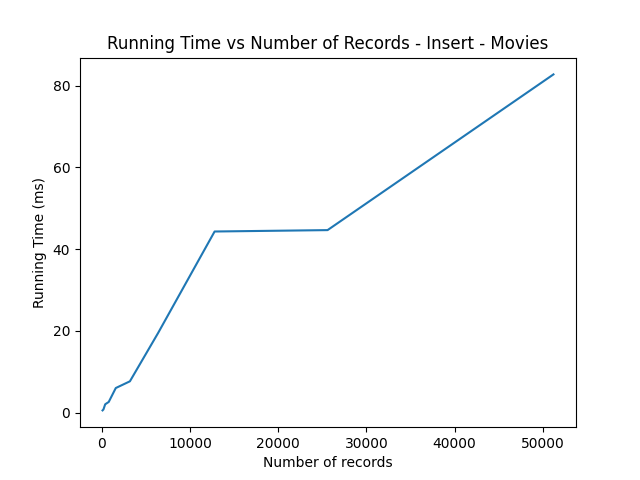 Running Time vs Number of Records - Insert - Movies
80
60
40
20
0
Running Time (ms)
0 10000 20000 30000 40000 50000
Number of records